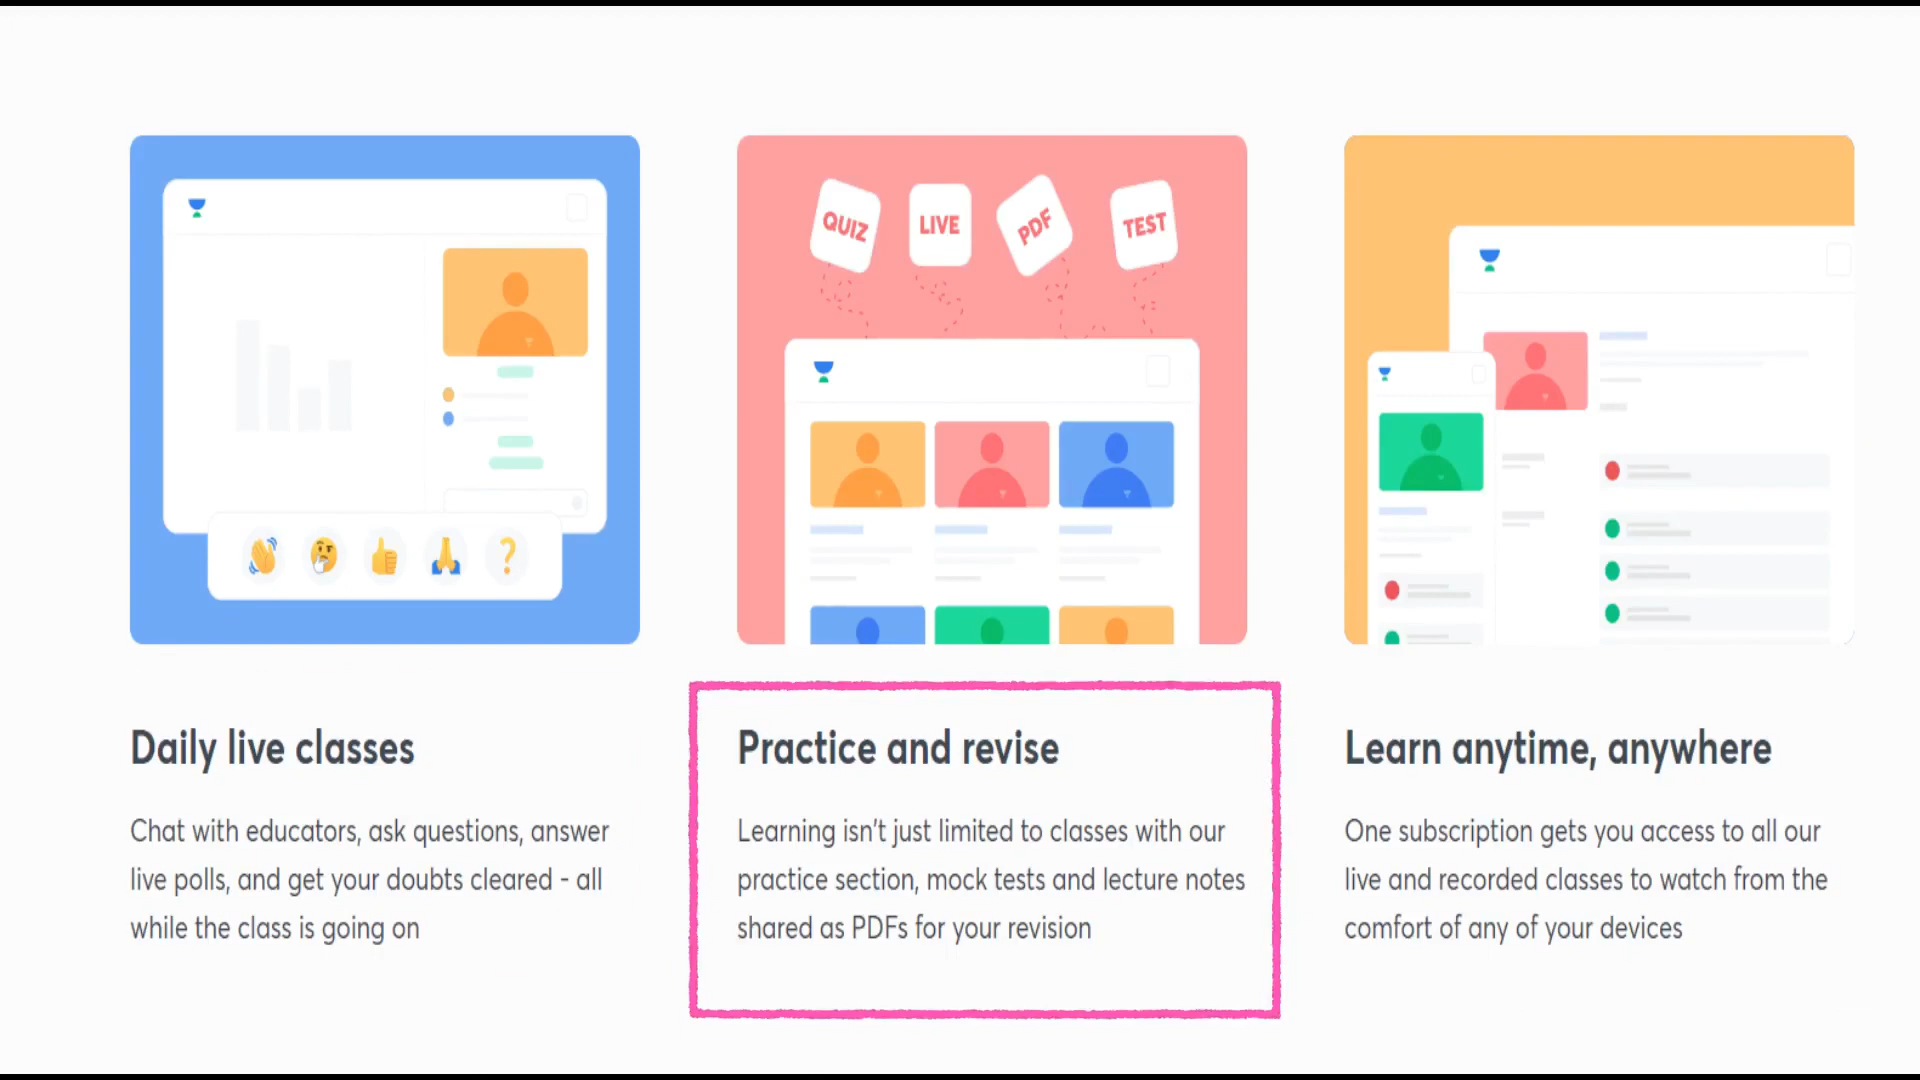 QUIZ
LIVE
PDF
TEST
Daily live classes
Chat with educators, ask questions, answer
live polls, and get your doubts cleared - all
while the class is going on
Practice and revise
Learning isn't just limited to classes with our
practice section, mock tests and lecture notes
shared as PDFs for your revision
Learn anytime, anywhere
One subscription gets you access to all our
live and recorded classes to watch from the
comfort of any of your devices